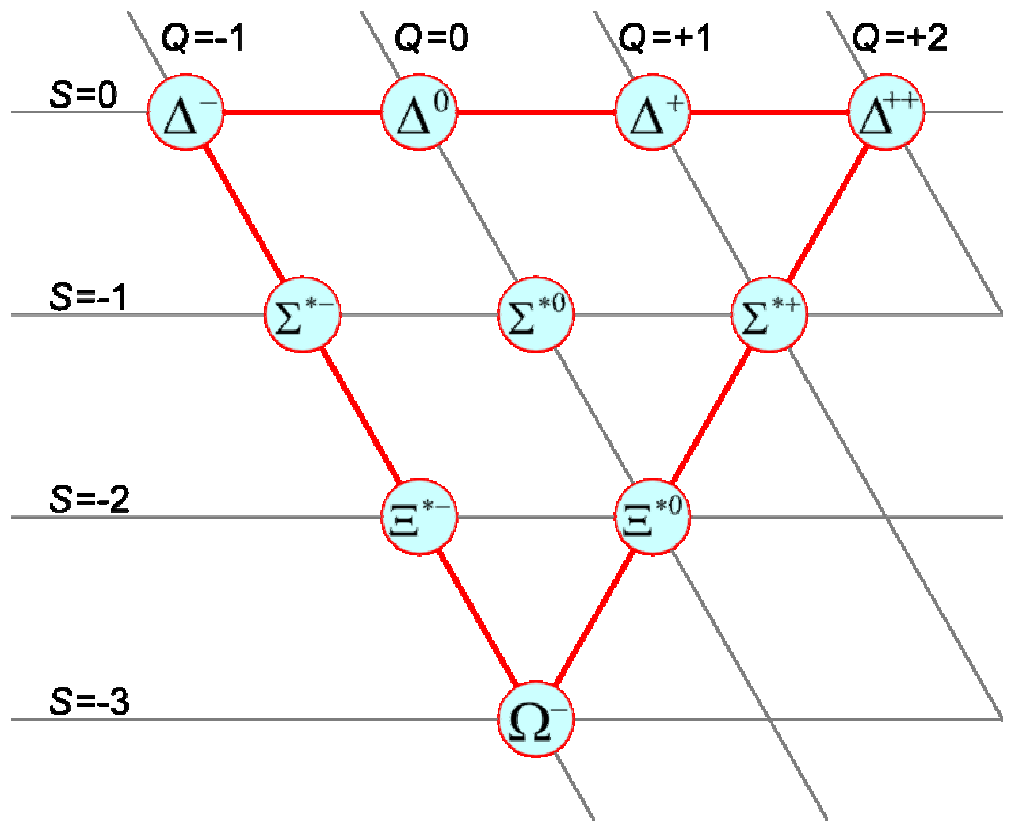 Q=-1 Q=0 Q=+1 Q=+2
S=0
Δ⁻ Δ⁰ Δ⁺ Δ⁺⁺
S=-1
Σ*⁻ Σ*⁰ Σ*⁺
S=-2
Ξ*⁻ Ξ*⁰
S=-3
Ω⁻